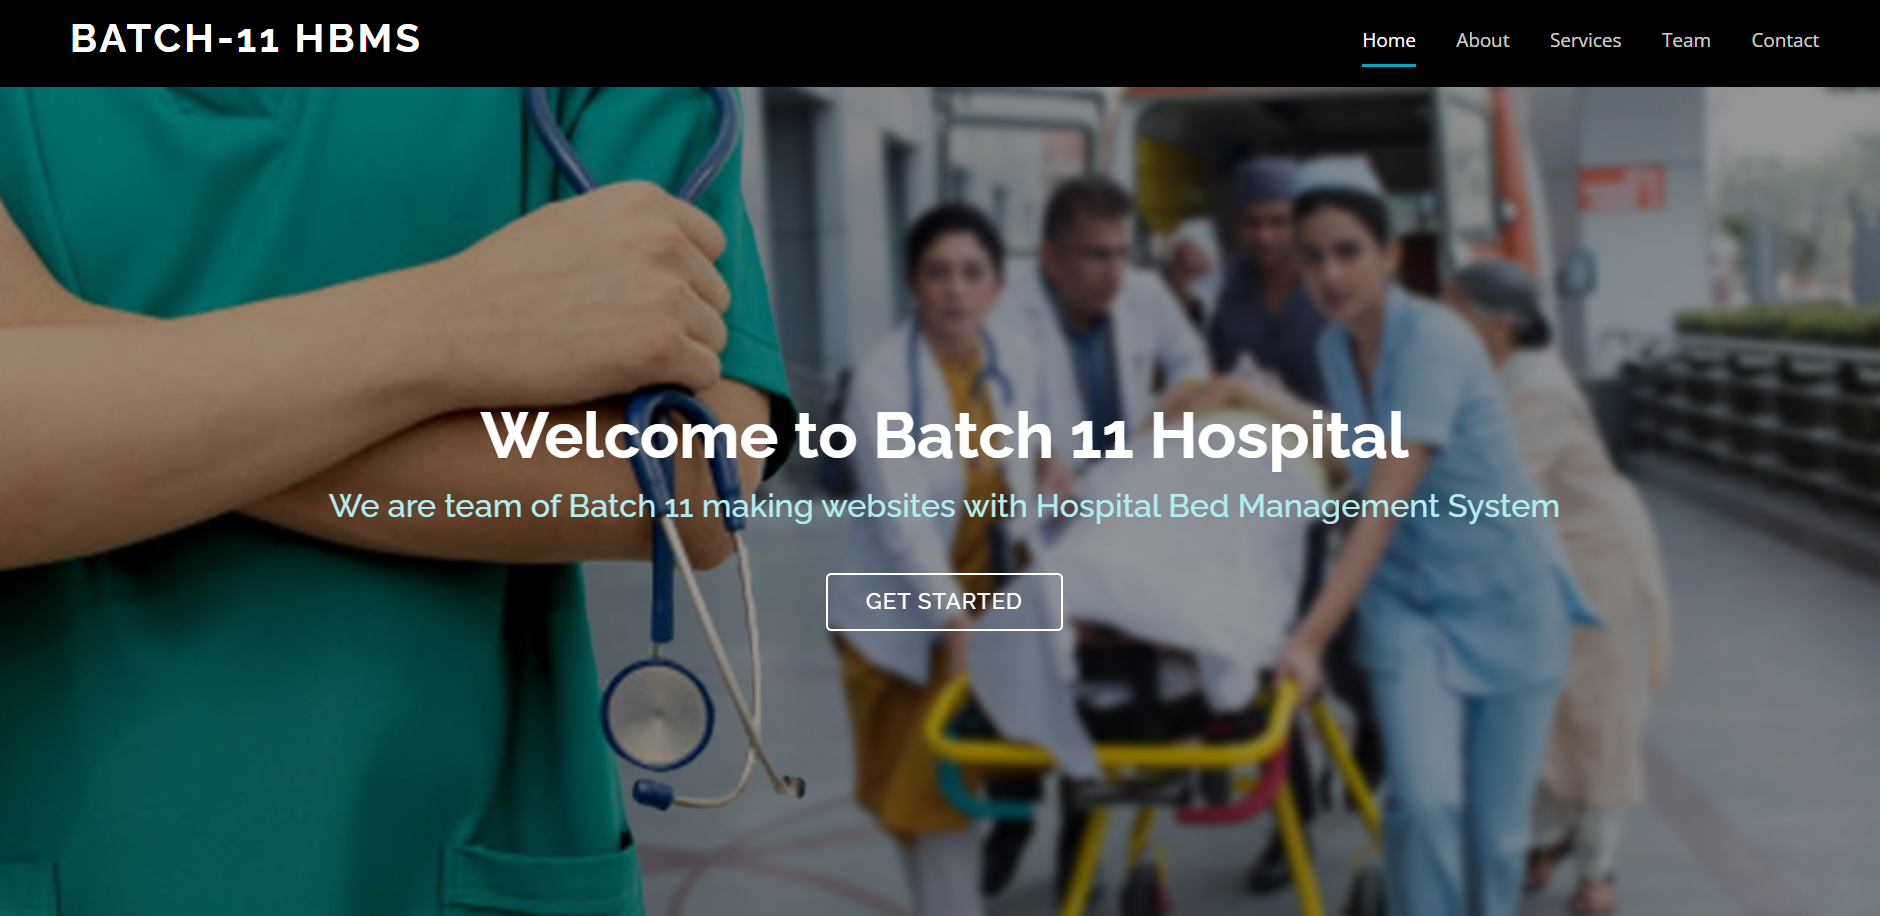 BATCH-11 HBMS
Home About Services Team Contact
Welcome to Batch 11 Hospital
We are team of Batch 11 making websites with Hospital Bed Management System
GET STARTED